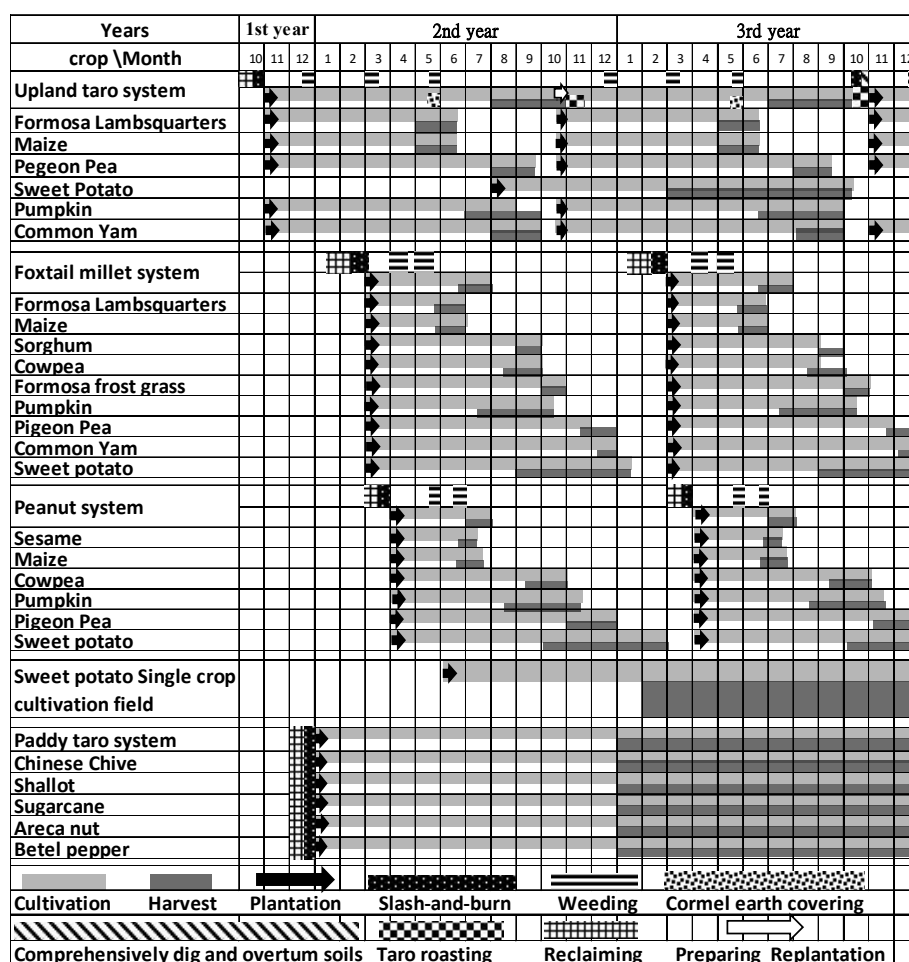 Years 1st year 2nd year 3rd year
crop \Month 10 11 12 1 2 3 4 5 6 7 8 9 10 11 12 1 2 3 4 5 6 7 8 9 10 11 12
Upland taro system
Formosa Lambsquarters
Maize
Pegeon Pea
Sweet Potato
Pumpkin
Common Yam
Foxtail millet system
Formosa Lambsquarters
Maize
Sorghum
Cowpea
Formosa frost grass
Pumpkin
Pigeon Pea
Common Yam
Sweet potato
Peanut system
Sesame
Maize
Cowpea
Pumpkin
Pigeon Pea
Sweet potato
Sweet potato Single crop
cultivation field
Paddy taro system
Chinese Chive
Shallot
Sugarcane
Areca nut
Betel pepper
Cultivation Harvest Plantation Slash-and-burn Weeding Cormel earth covering
Comprehensively dig and overtum soils Taro roasting Reclaiming Preparing Replantation